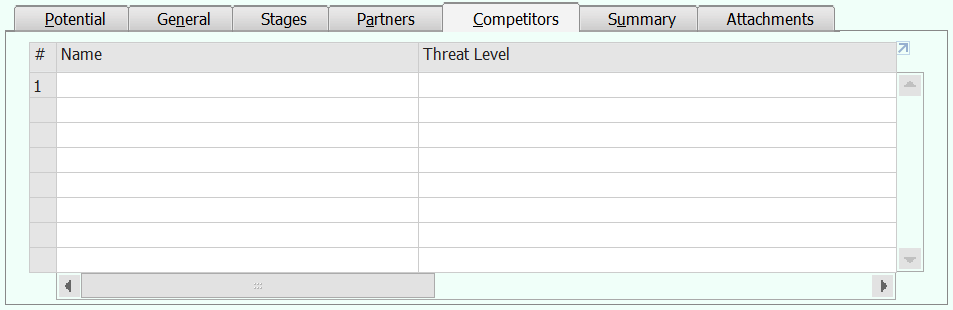 Potential General Stages Partners Competitors Summary Attachments
# Name Threat Level
1